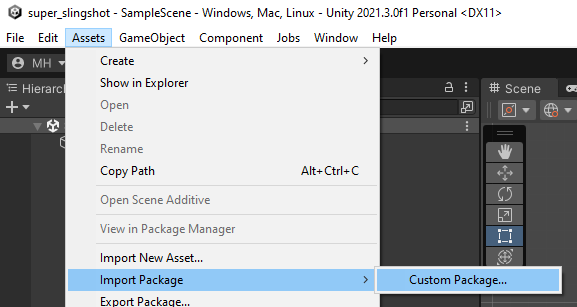 super_slingshot - SampleScene - Windows, Mac, Linux - Unity 2021.3.0f1 Personal <DX11>
File Edit Assets GameObject Component Jobs Window Help
MH
Hierarch
Scene
Create
Show in Explorer
Open
Delete
Rename
Copy Path Alt+Ctrl+C
Open Scene Additive
View in Package Manager
Import New Asset...
Import Package Custom Package...
Export Package...